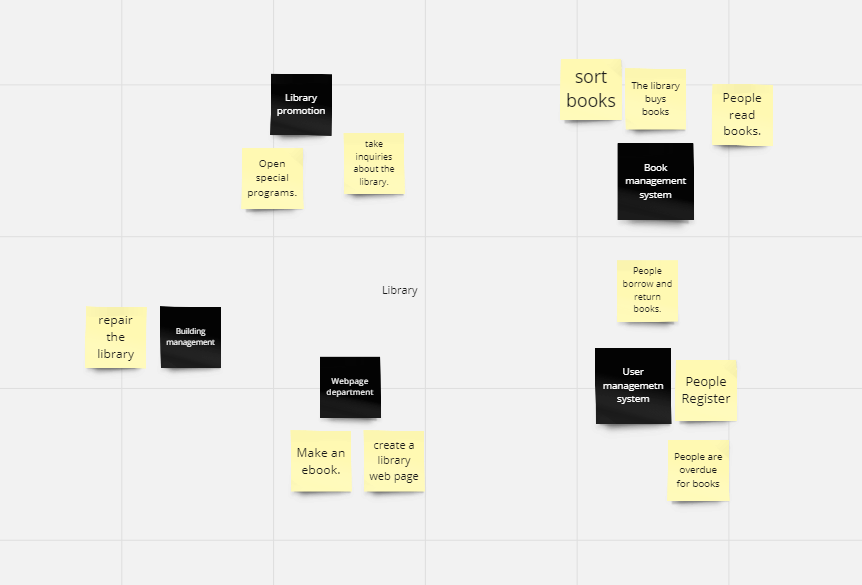 Library
promotion
Open
special
programs.
take
inquiries
about the
library.
sort
books
The library
buys
books
People
read
books.
Book
management
system
Library
People
borrow and
return
books.
repair
the
library
Building
management
Webpage
department
Make an
ebook.
create a
library
web page
User
managemetn
system
People
Register
People are
overdue
for books